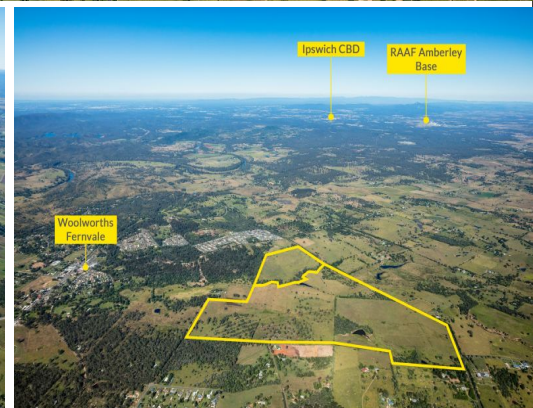 Ipswich CBD
RAAF Amberley
Base
Woolworths
Fernvale